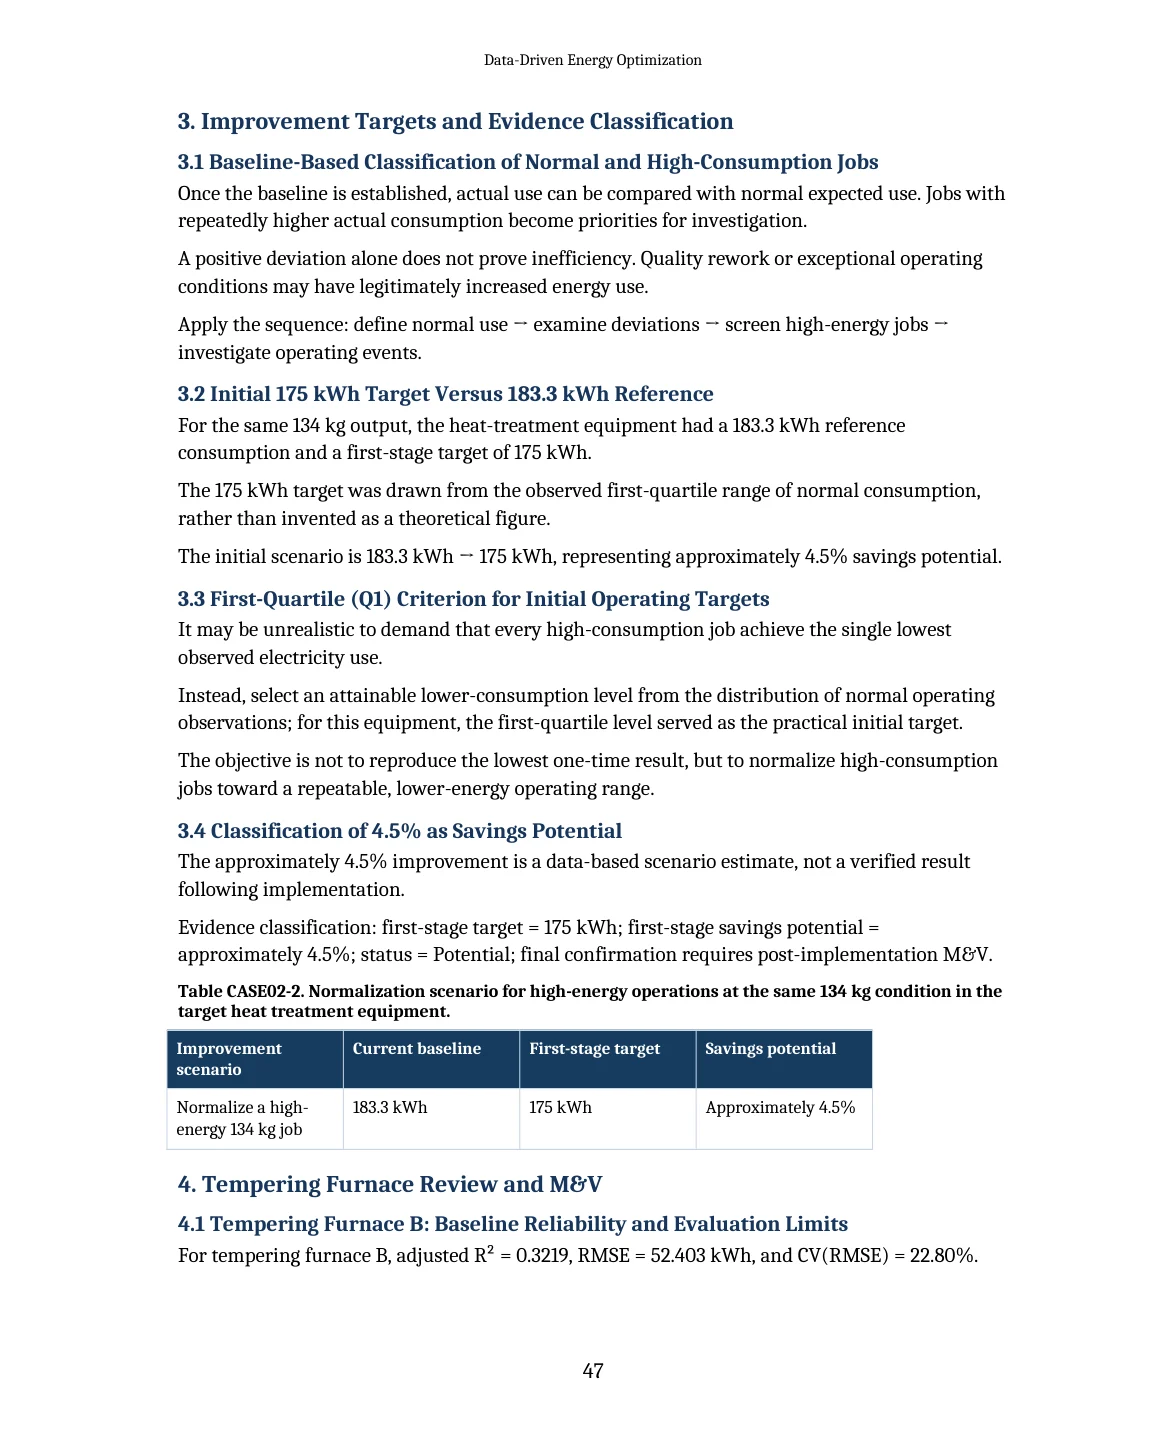 Data-Driven Energy Optimization
3. Improvement Targets and Evidence Classification
3.1 Baseline-Based Classification of Normal and High-Consumption Jobs
Once the baseline is established, actual use can be compared with normal expected use. Jobs with
repeatedly higher actual consumption become priorities for investigation.
A positive deviation alone does not prove inefficiency. Quality rework or exceptional operating
conditions may have legitimately increased energy use.
Apply the sequence: define normal use → examine deviations → screen high-energy jobs →
investigate operating events.
3.2 Initial 175 kWh Target Versus 183.3 kWh Reference
For the same 134 kg output, the heat-treatment equipment had a 183.3 kWh reference
consumption and a first-stage target of 175 kWh.
The 175 kWh target was drawn from the observed first-quartile range of normal consumption,
rather than invented as a theoretical figure.
The initial scenario is 183.3 kWh → 175 kWh, representing approximately 4.5% savings potential.
3.3 First-Quartile (Q1) Criterion for Initial Operating Targets
It may be unrealistic to demand that every high-consumption job achieve the single lowest
observed electricity use.
Instead, select an attainable lower-consumption level from the distribution of normal operating
observations; for this equipment, the first-quartile level served as the practical initial target.
The objective is not to reproduce the lowest one-time result, but to normalize high-consumption
jobs toward a repeatable, lower-energy operating range.
3.4 Classification of 4.5% as Savings Potential
The approximately 4.5% improvement is a data-based scenario estimate, not a verified result
following implementation.
Evidence classification: first-stage target = 175 kWh; first-stage savings potential =
approximately 4.5%; status = Potential; final confirmation requires post-implementation M&V.
Table CASE02-2. Normalization scenario for high-energy operations at the same 134 kg condition in the
target heat treatment equipment.
Improvement scenario | Current baseline | First-stage target | Savings potential
Normalize a high-energy 134 kg job | 183.3 kWh | 175 kWh | Approximately 4.5%
4. Tempering Furnace Review and M&V
4.1 Tempering Furnace B: Baseline Reliability and Evaluation Limits
For tempering furnace B, adjusted R² = 0.3219, RMSE = 52.403 kWh, and CV(RMSE) = 22.80%.
47